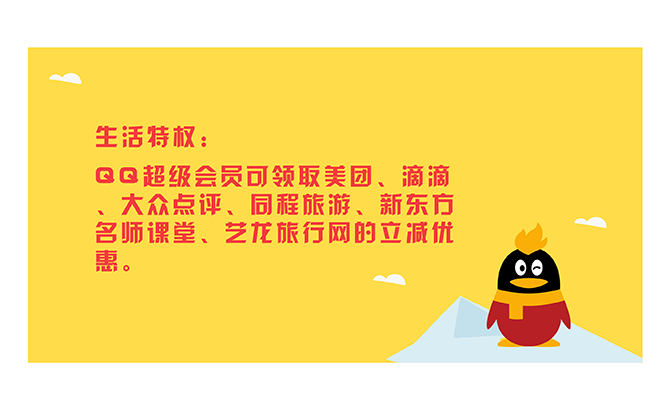 生活特权：
QQ超级会员可领取美团、滴滴
、大众点评、同程旅游、新东方
名师课堂、艺龙旅行网的立减优
惠。